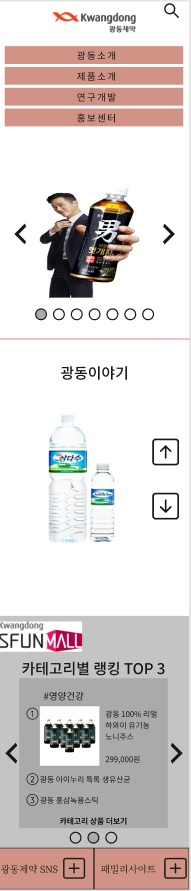 Kwangdong
광동제약
광동소개
제품소개
연구개발
홍보센터
男
광동이야기
Kwangdong
SFUN MALL
카테고리별 랭킹 TOP 3
#영양건강
① 광동 100% 리얼
하와이 유기농
노니주스
299,000원
② 광동 아이누리 톡톡 생유산균
③ 광동 홍삼녹용스틱
카테고리 상품 더보기
광동제약 SNS
패밀리사이트